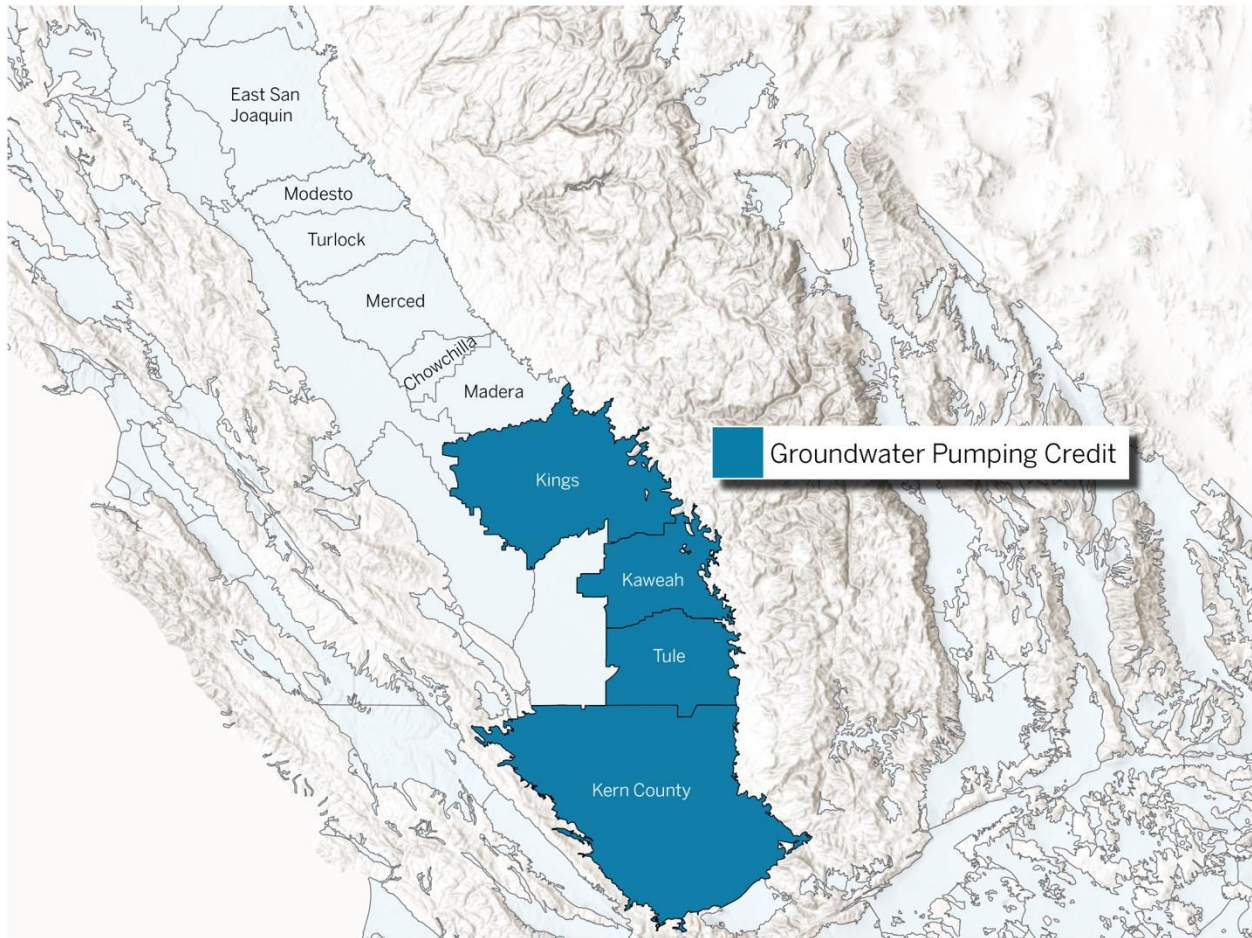 East San
Joaquin
Modesto
Turlock
Merced
Chowchilla
Madera
Kings
Groundwater Pumping Credit
Kaweah
Tule
Kern County